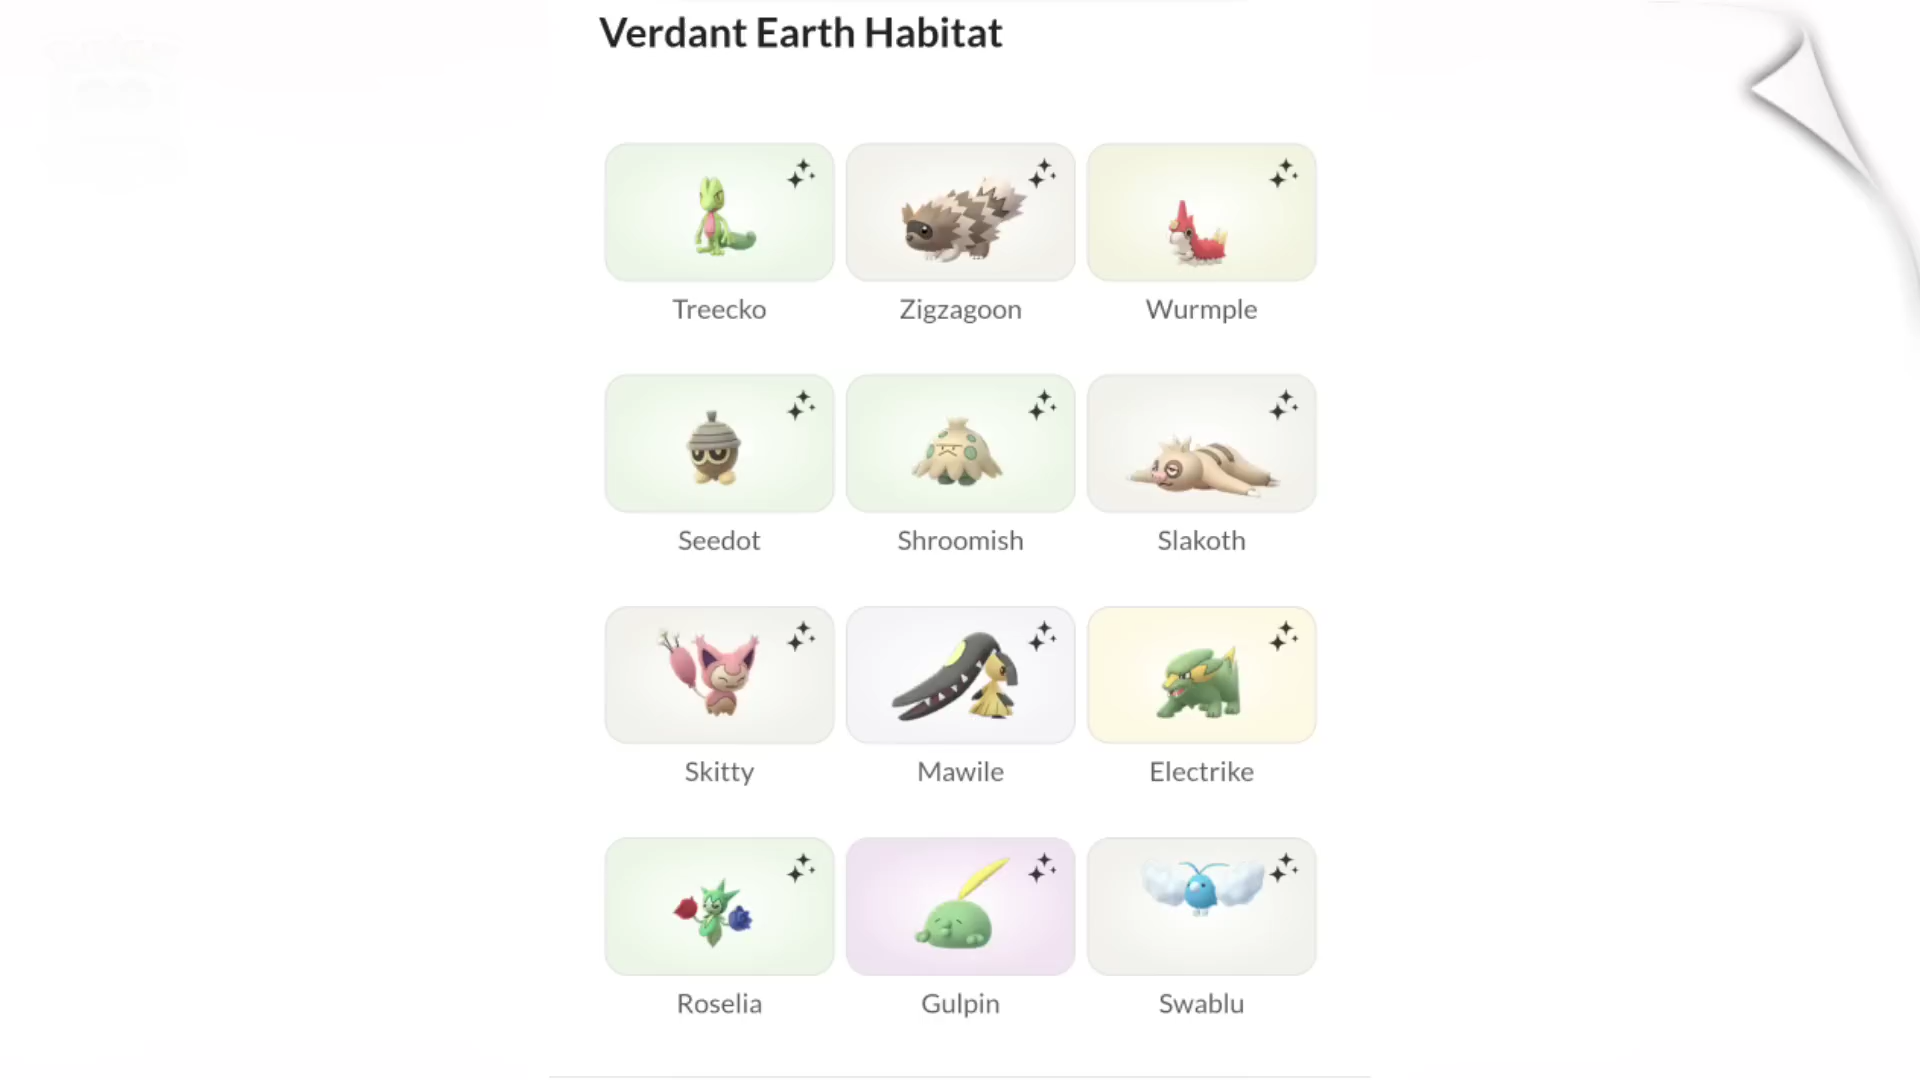 Verdant Earth Habitat
Treecko
Zigzagoon
Wurmple
Seedot
Shroomish
Slakoth
Skitty
Mawile
Electrike
Roselia
Gulpin
Swablu